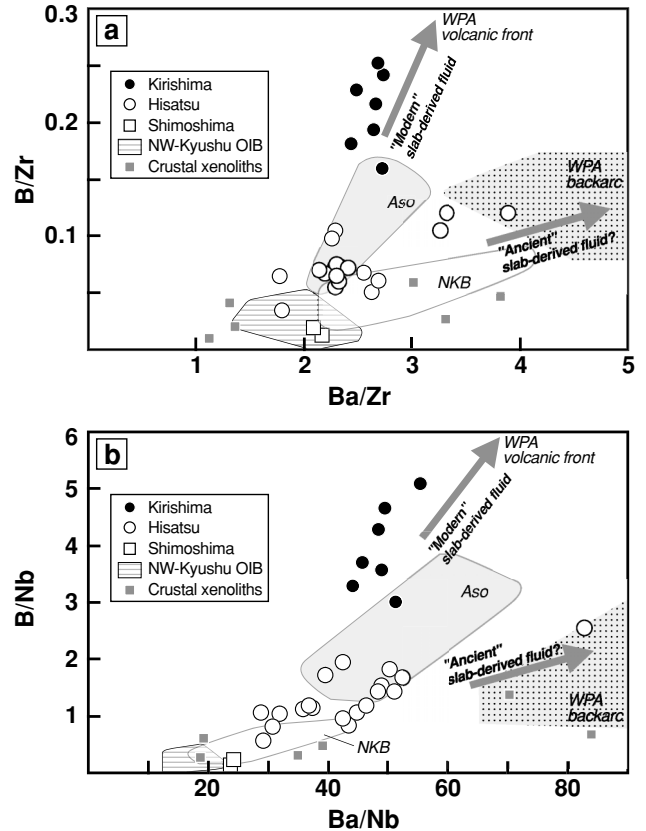 0.3
a
WPA
volcanic front
Kirishima
Hisatsu
Shimoshima
NW-Kyushu OIB
Crustal xenoliths
"Modern"
slab-derived fluid
0.2
B/Zr
WPA
backarc
Aso
0.1
"Ancient"
slab-derived fluid?
NKB
1
2
3
4
5
Ba/Zr
6
b
WPA
volcanic front
5
Kirishima
Hisatsu
Shimoshima
NW-Kyushu OIB
Crustal xenoliths
"Modern"
slab-derived fluid
4
B/Nb
3
Aso
2
"Ancient"
slab-derived fluid?
1
WPA
backarc
NKB
20
40
60
80
Ba/Nb